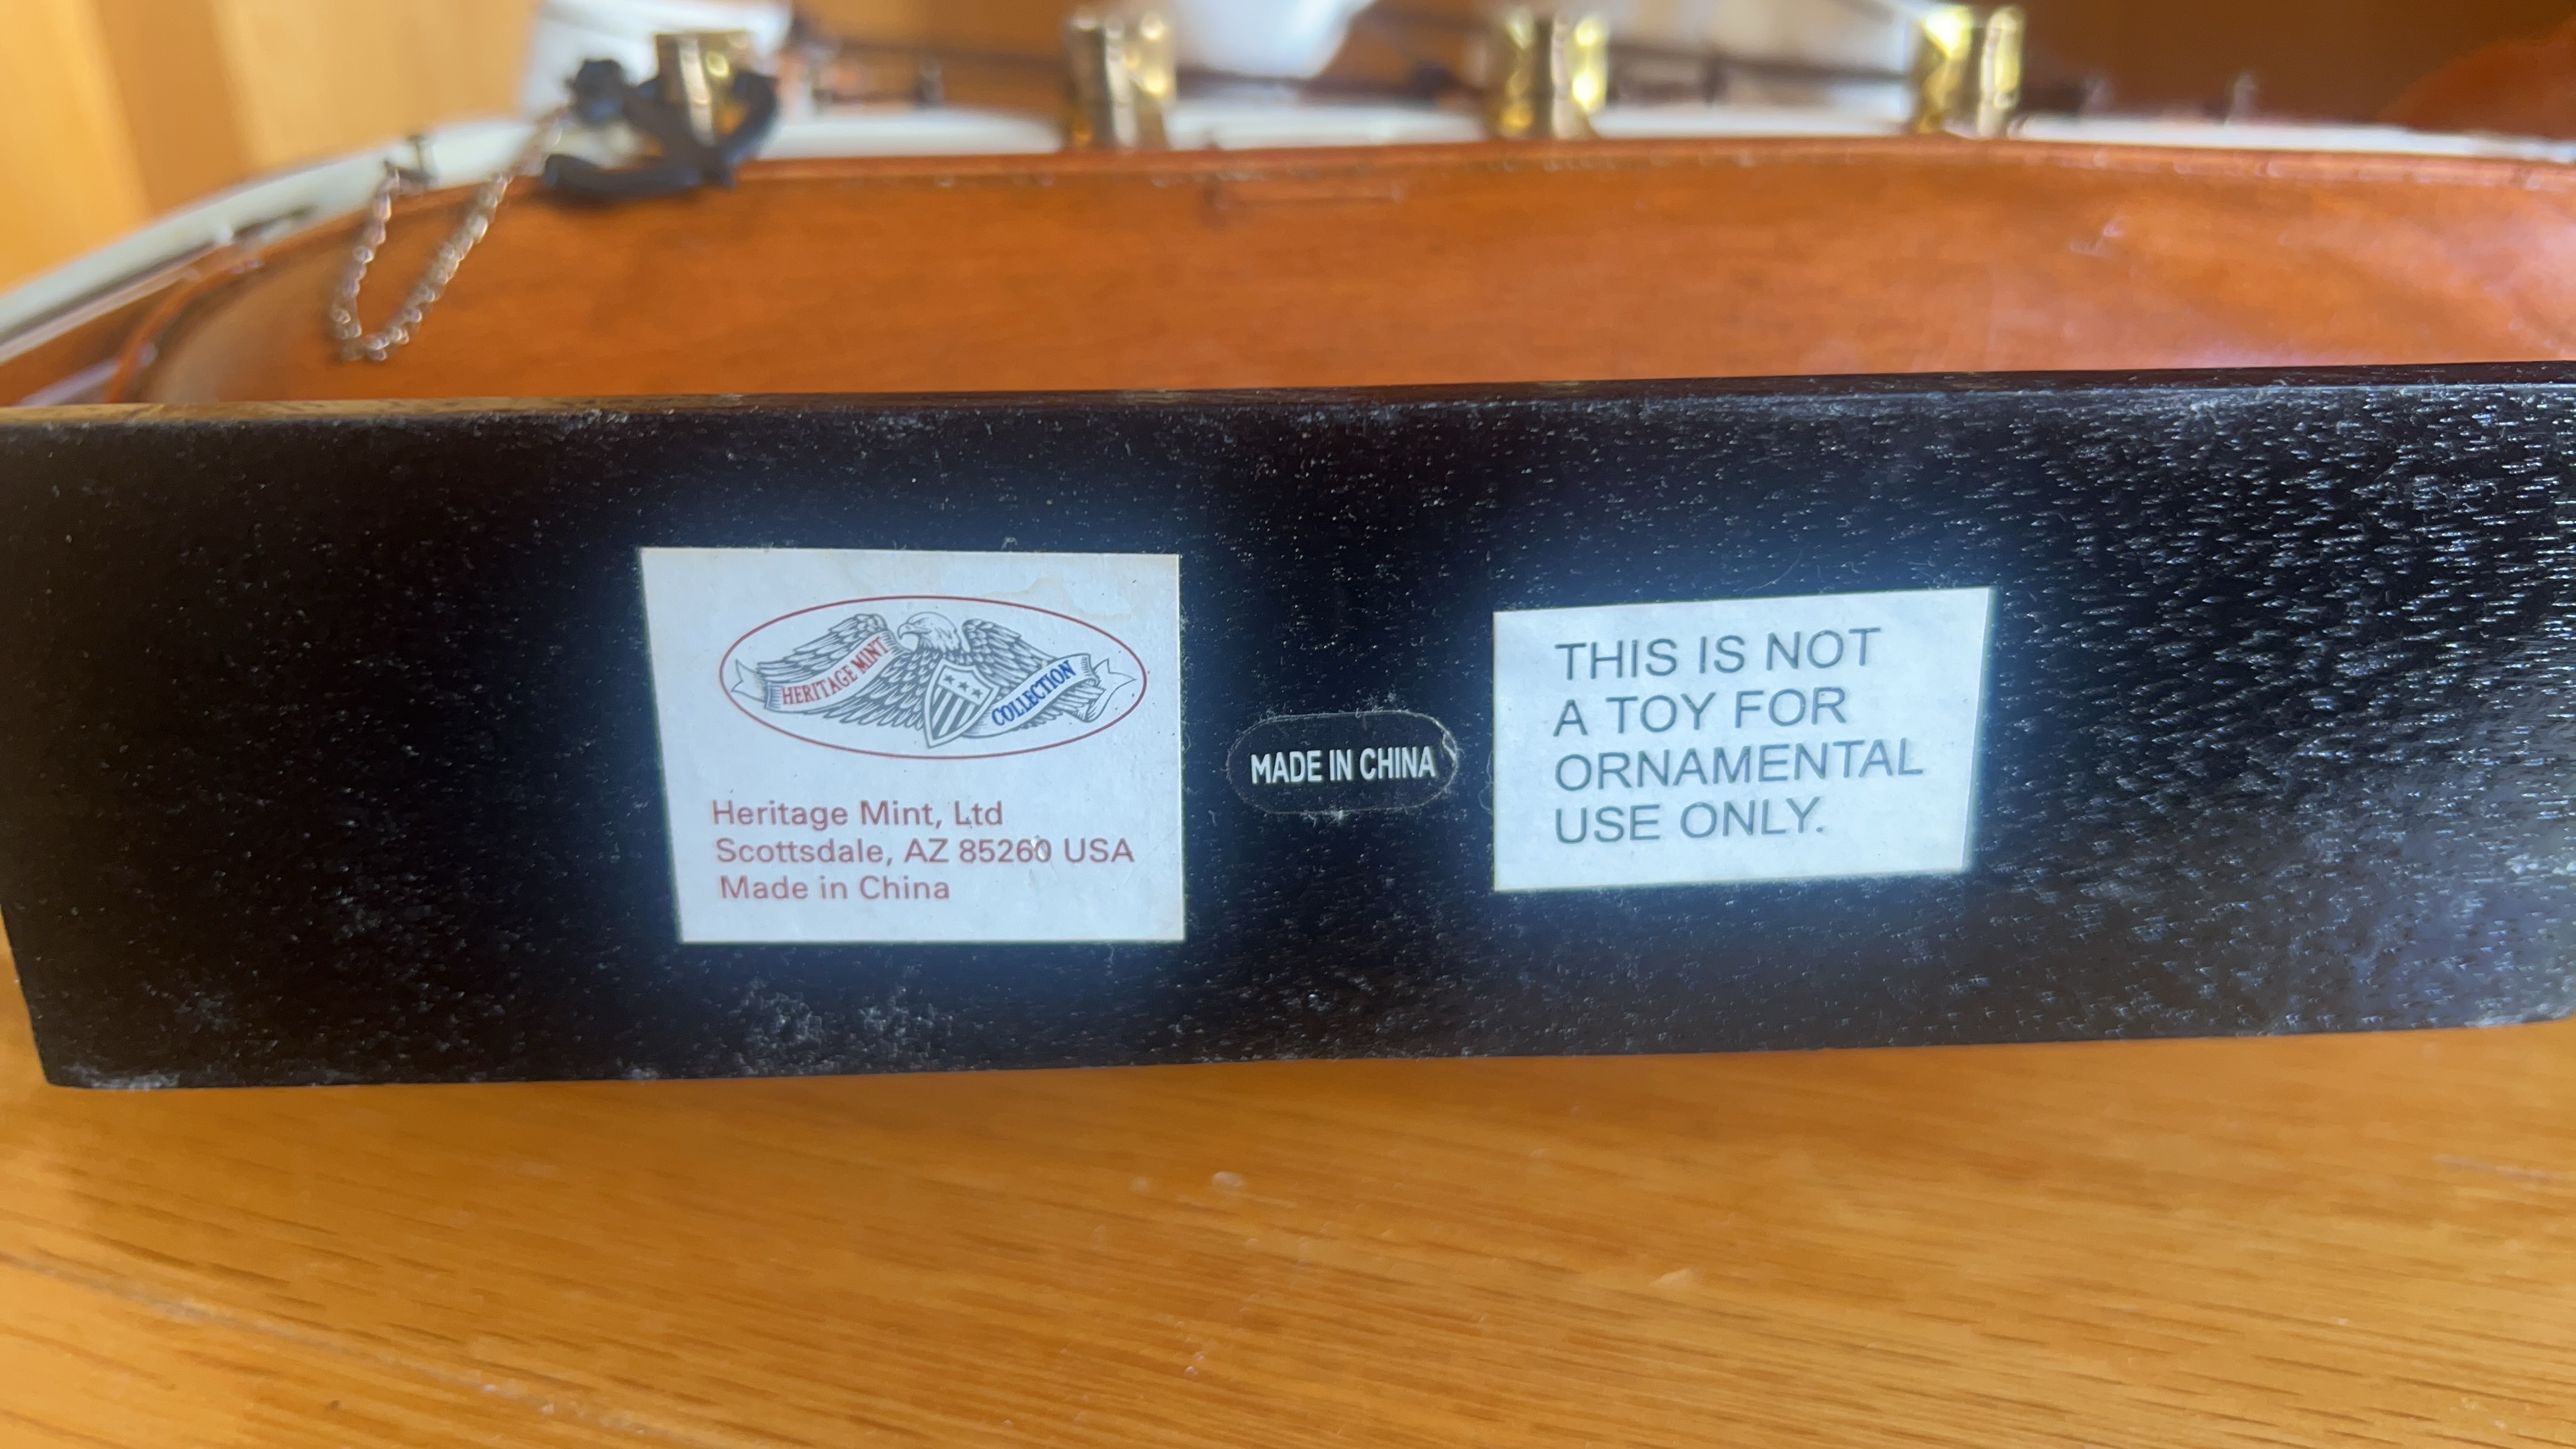 HERITAGE MINT
COLLECTION
Heritage Mint, Ltd
Scottsdale, AZ 85260 USA
Made in China
MADE IN CHINA
THIS IS NOT
A TOY FOR
ORNAMENTAL
USE ONLY.